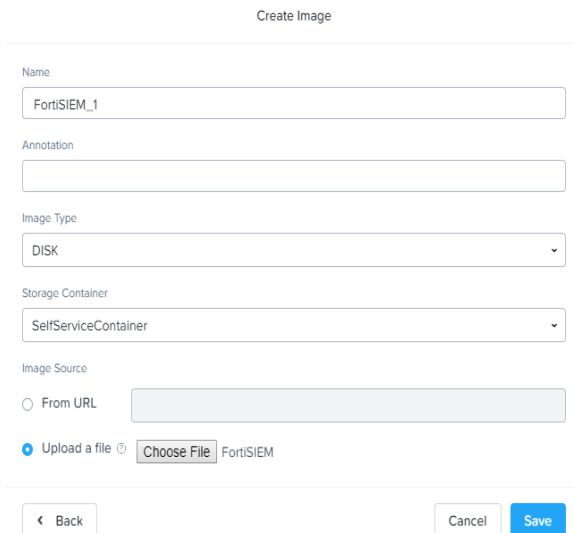 Create Image
Name
FortiSIEM_1
Annotation
Image Type
DISK
Storage Container
SelfServiceContainer
Image Source
From URL
Upload a file ? Choose File FortiSIEM
Back Cancel Save